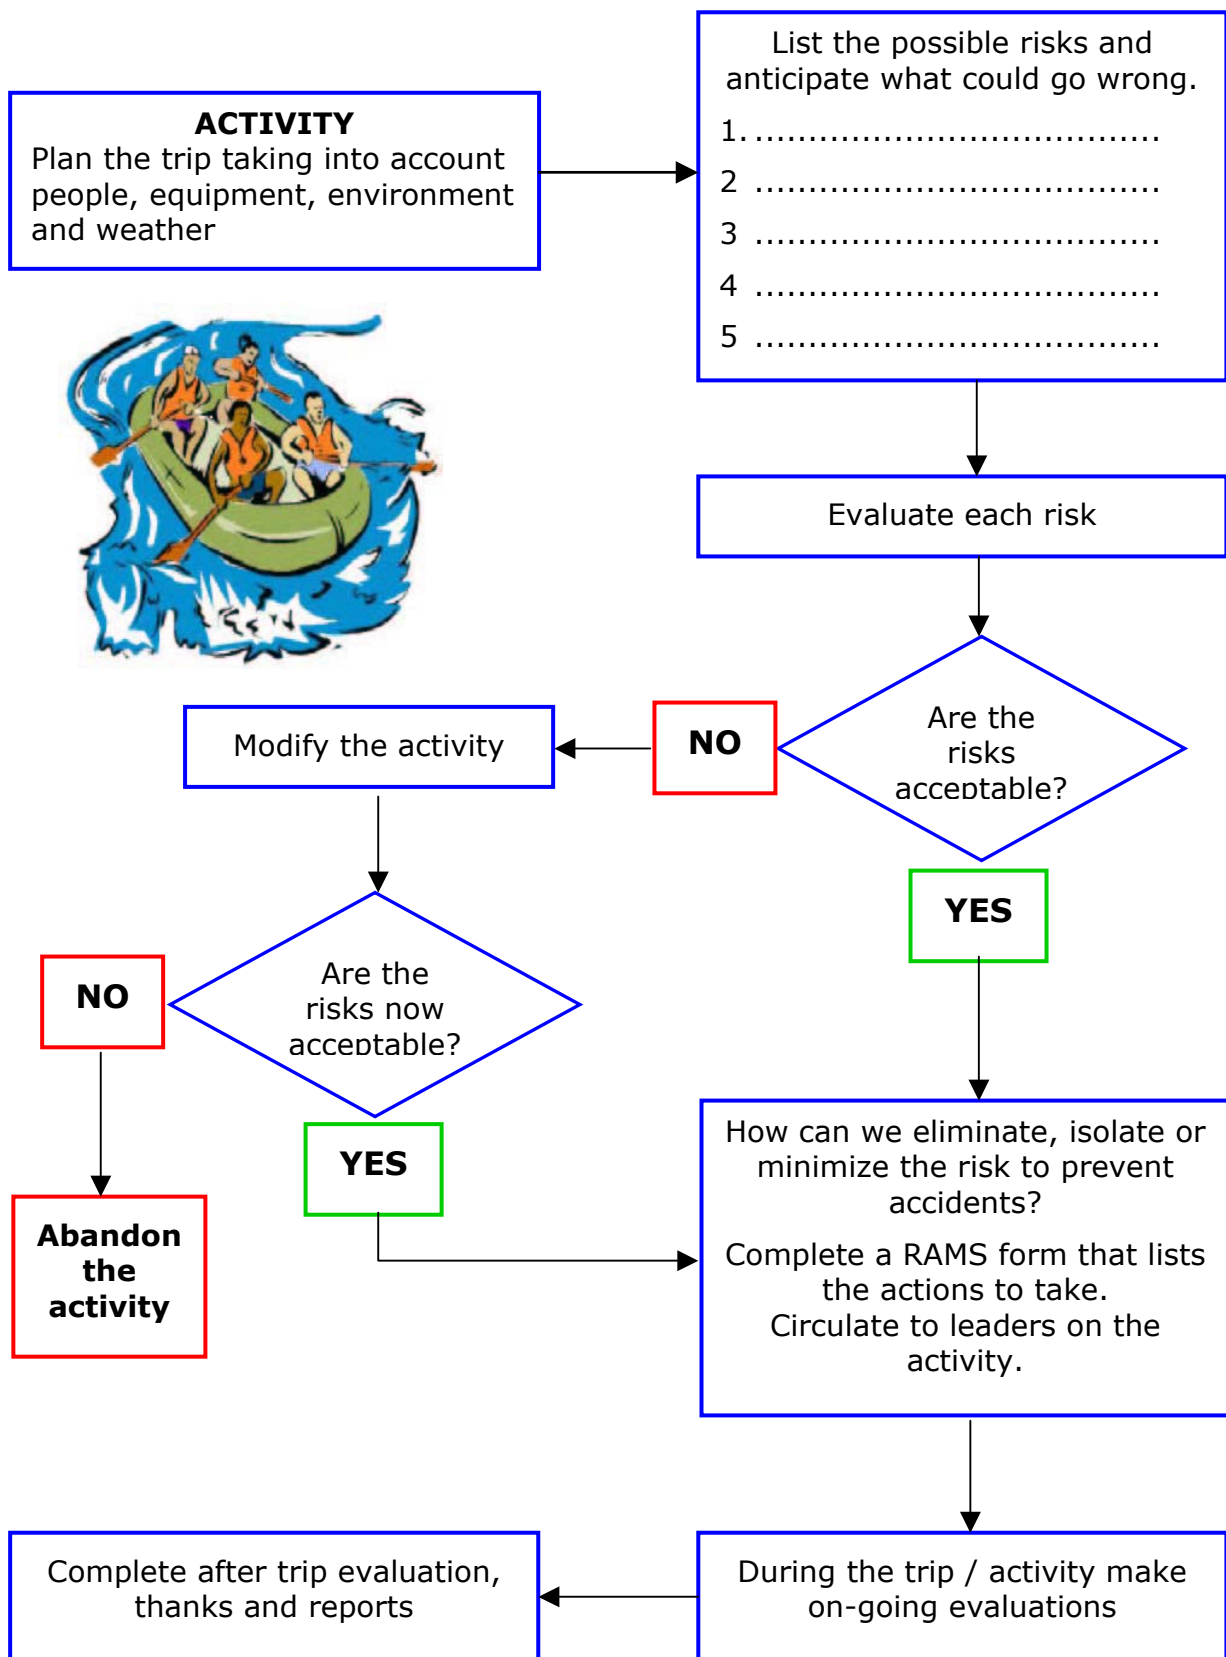 ACTIVITY
Plan the trip taking into account
people, equipment, environment
and weather
List the possible risks and
anticipate what could go wrong.
1. ......................................
2 ......................................
3 ......................................
4 ......................................
5 ......................................
Evaluate each risk
Are the
risks
acceptable?
NO
Modify the activity
YES
Are the
risks now
acceptable?
NO
YES
Abandon
the
activity
How can we eliminate, isolate or
minimize the risk to prevent
accidents?
Complete a RAMS form that lists
the actions to take.
Circulate to leaders on the
activity.
During the trip / activity make
on-going evaluations
Complete after trip evaluation,
thanks and reports